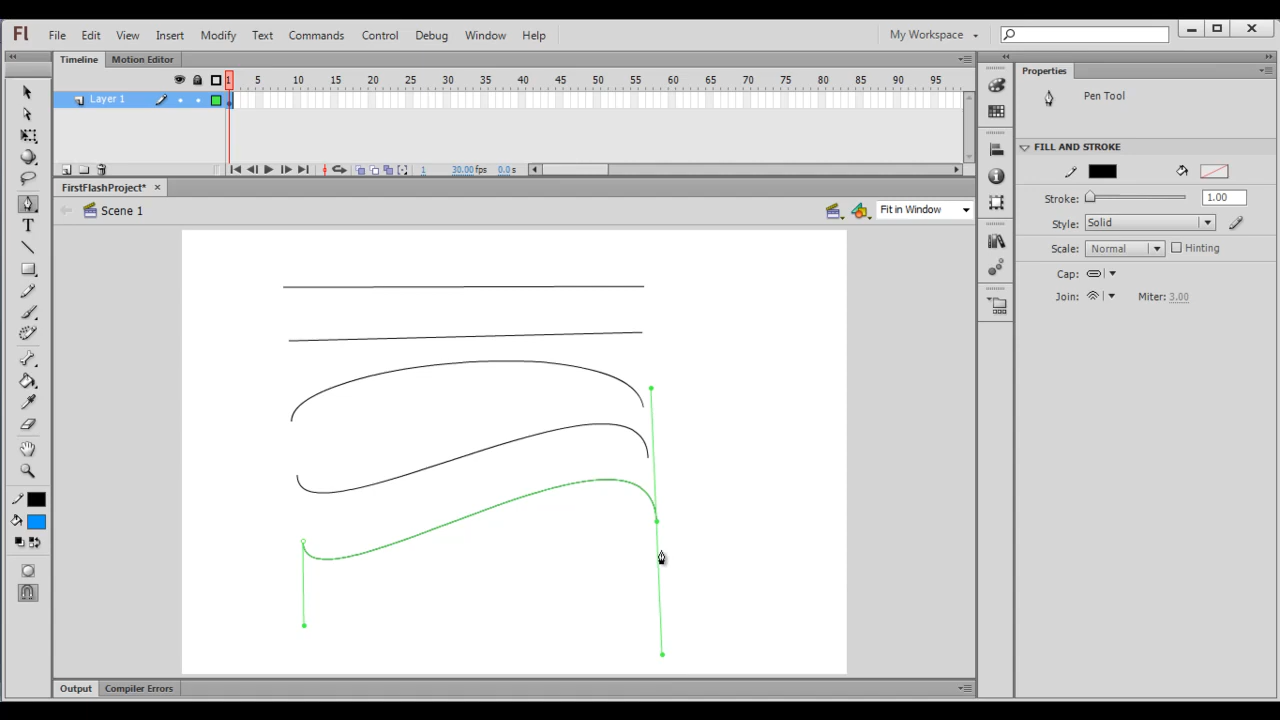 Fl File Edit View Insert Modify Text Commands Control Debug Window Help My Workspace
Timeline Motion Editor
1 5 10 15 20 25 30 35 40 45 50 55 60 65 70 75 80 85 90 95
Layer 1
1 30.00 fps 0.0 s
FirstFlashProject*
Scene 1 Fit in Window
Output Compiler Errors
Properties
Pen Tool
FILL AND STROKE
Stroke: 1.00
Style: Solid
Scale: Normal Hinting
Cap:
Join: Miter: 3.00
T